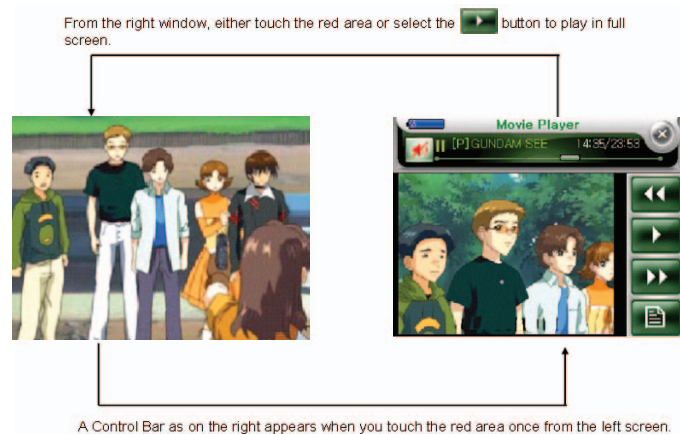 From the right window, either touch the red area or select the button to play in full
screen.
Movie Player
[P]GUNDAM SEE 14:35/23:53
A Control Bar as on the right appears when you touch the red area once from the left screen.